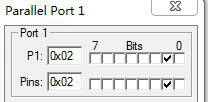 Parallel Port 1
Port 1
7 Bits 0
P1: 0x02
Pins: 0x02